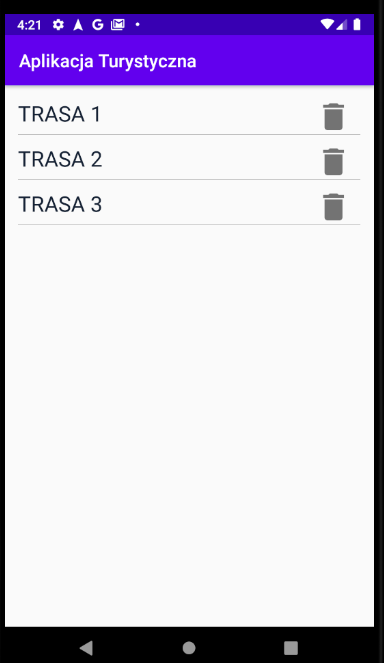 4:21 G M
Aplikacja Turystyczna
TRASA 1
TRASA 2
TRASA 3